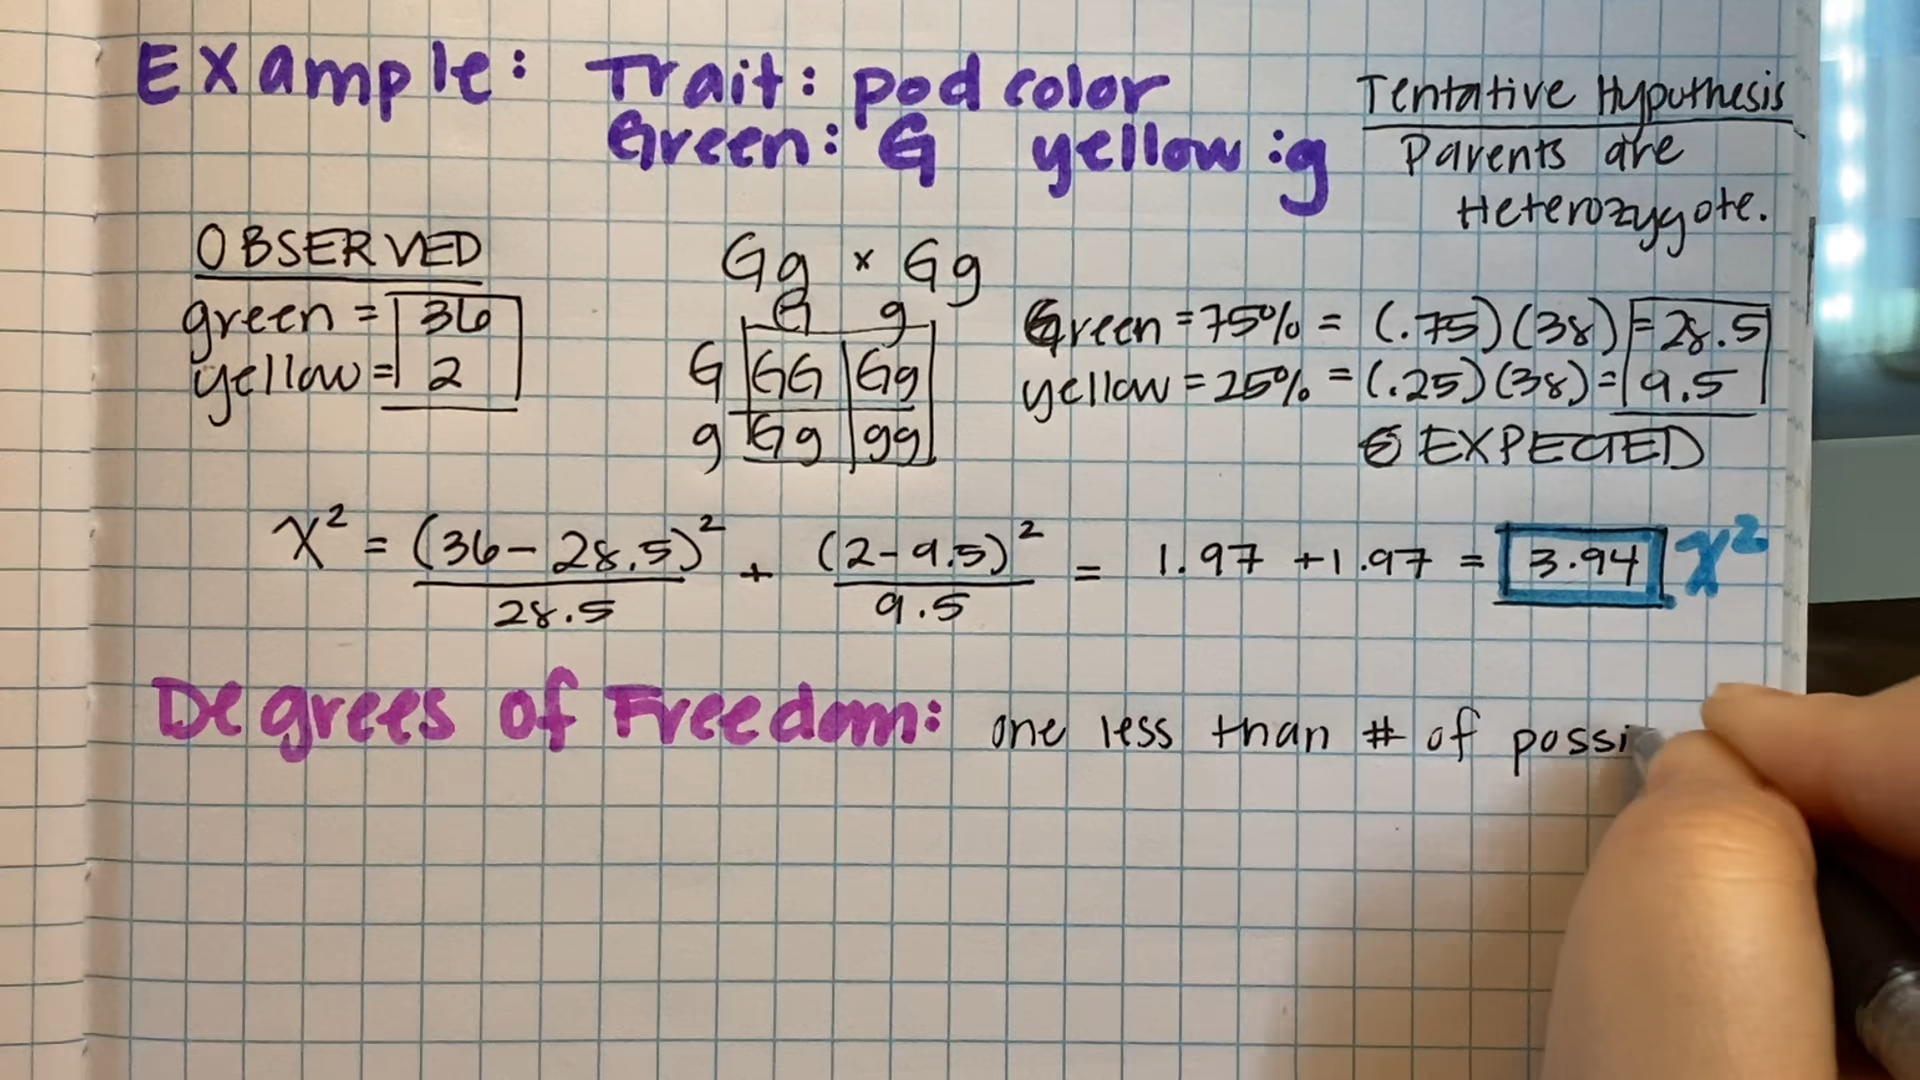 Example: Trait: pod color
Green: G yellow: g
Tentative Hypothesis
Parents are
Heterozygote.
OBSERVED
green = 36
yellow = 2
Gg × Gg
G g
G GG Gg
g Gg gg
Green = 75% = (.75)(38) = 28.5
yellow = 25% = (.25)(38) = 9.5
EXPECTED
χ² = (36 - 28.5)² / 28.5 + (2 - 9.5)² / 9.5 = 1.97 + 1.97 = 3.94 χ²
Degrees of Freedom: one less than # of possi